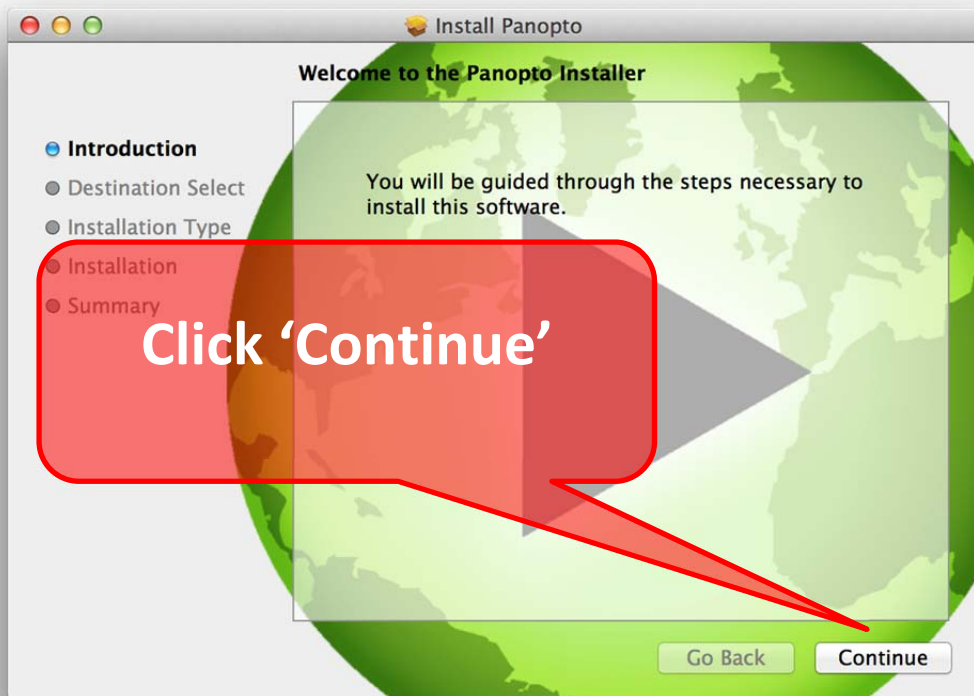 Install Panopto
Welcome to the Panopto Installer
Introduction
Destination Select
Installation Type
Installation
Summary
You will be guided through the steps necessary to
install this software.
Click ‘Continue’
Go Back
Continue